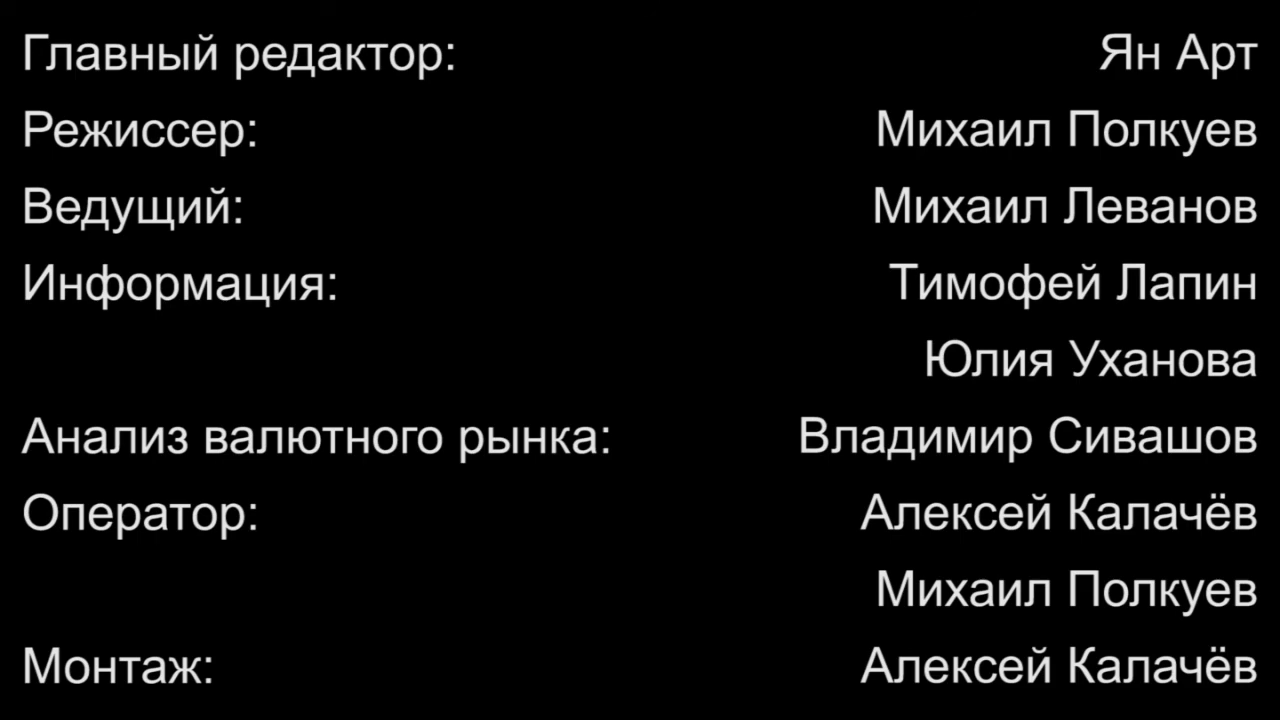 Главный редактор: Ян Арт
Режиссер: Михаил Полкуев
Ведущий: Михаил Леванов
Информация: Тимофей Лапин
Юлия Уханова
Анализ валютного рынка: Владимир Сивашов
Оператор: Алексей Калачёв
Михаил Полкуев
Монтаж: Алексей Калачёв